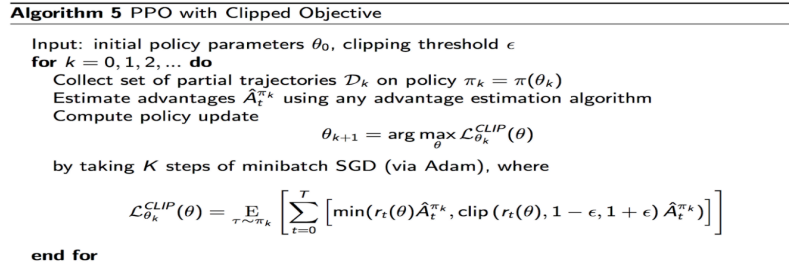 Algorithm 5 PPO with Clipped Objective
Input: initial policy parameters θ₀, clipping threshold ϵ
for k = 0, 1, 2, ... do
Collect set of partial trajectories 𝒟ₖ on policy πₖ = π(θₖ)
Estimate advantages Â_t^{πₖ} using any advantage estimation algorithm
Compute policy update
θₖ₊₁ = arg max_θ ℒ_{θₖ}^{CLIP}(θ)
by taking K steps of minibatch SGD (via Adam), where
ℒ_{θₖ}^{CLIP}(θ) = E_{τ∼πₖ} [ ∑_{t=0}^{T} [ min(r_t(θ)Â_t^{πₖ}, clip (r_t(θ), 1 − ϵ, 1 + ϵ) Â_t^{πₖ}) ] ]
end for